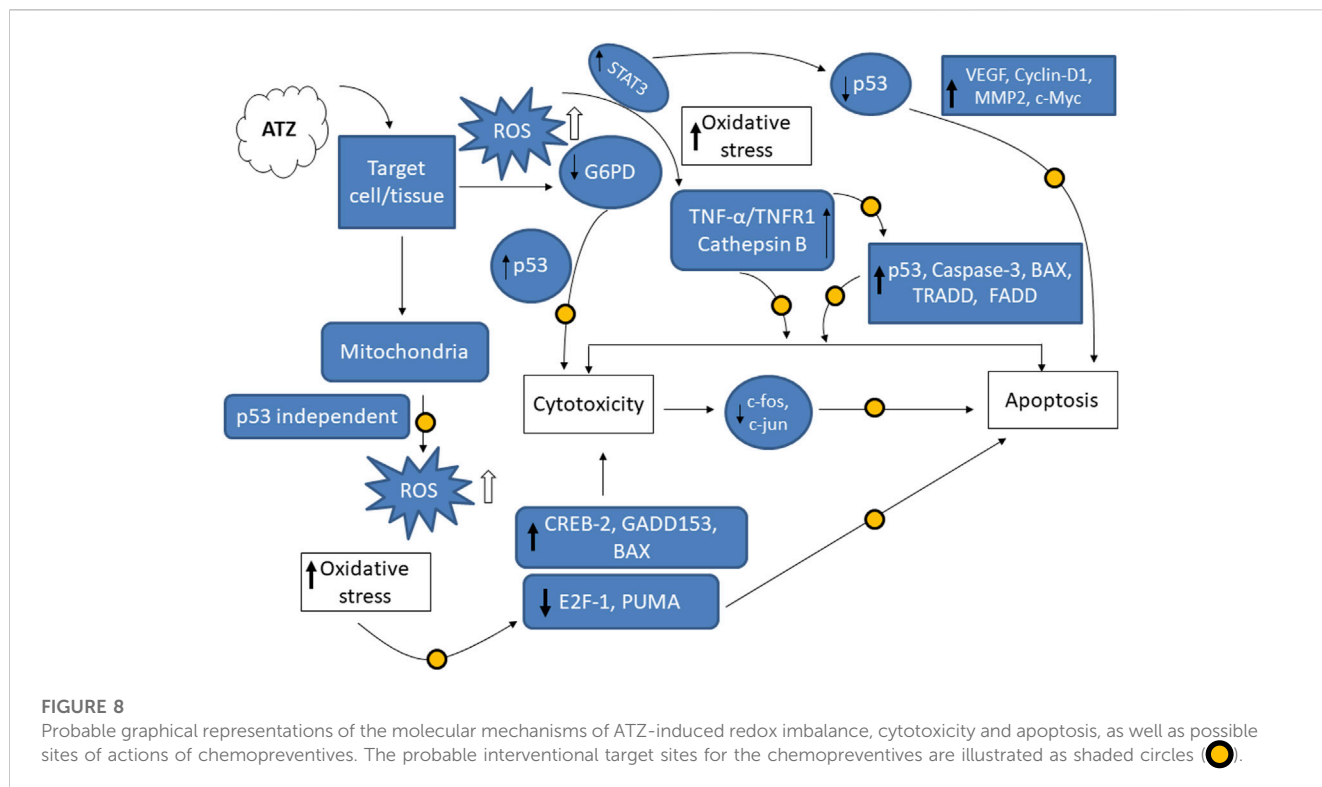 ATZ
Target
cell/tissue
ROS
STAT3
p53
VEGF, Cyclin-D1,
MMP2, c-Myc
Oxidative
stress
G6PD
p53
TNF-α/TNFR1
Cathepsin B
p53, Caspase-3, BAX,
TRADD, FADD
Mitochondria
p53 independent
ROS
Cytotoxicity
c-fos,
c-jun
Apoptosis
CREB-2, GADD153,
BAX
E2F-1, PUMA
Oxidative
stress
FIGURE 8
Probable graphical representations of the molecular mechanisms of ATZ-induced redox imbalance, cytotoxicity and apoptosis, as well as possible
sites of actions of chemopreventives. The probable interventional target sites for the chemopreventives are illustrated as shaded circles ( ).